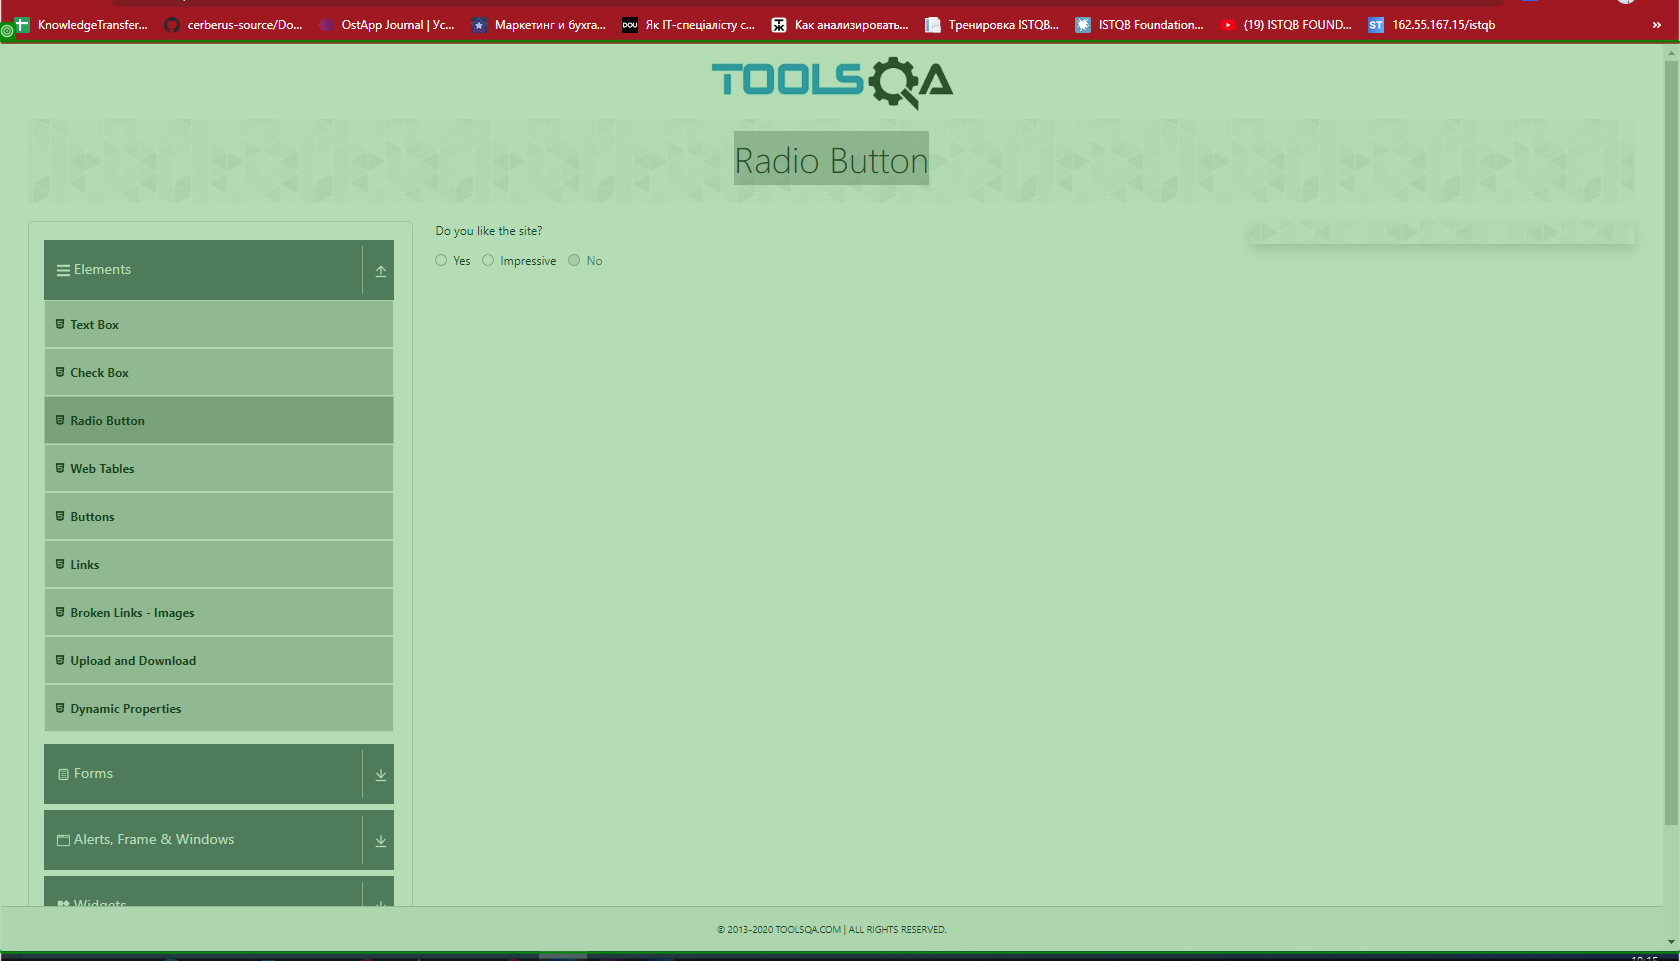 KnowledgeTransfer...
cerberus-source/Do...
OstApp Journal | Ус...
Маркетинг и бухга...
DOU
Як ІТ-спеціалісту с...
Как анализировать...
Тренировка ISTQB...
ISTQB Foundation...
(19) ISTQB FOUND...
ST
162.55.167.15/istqb
»
TOOLSQA
Radio Button
Do you like the site?
Yes Impressive No
Elements
Text Box
Check Box
Radio Button
Web Tables
Buttons
Links
Broken Links - Images
Upload and Download
Dynamic Properties
Forms
Alerts, Frame & Windows
Widgets
© 2013-2020 TOOLSQA.COM | ALL RIGHTS RESERVED.